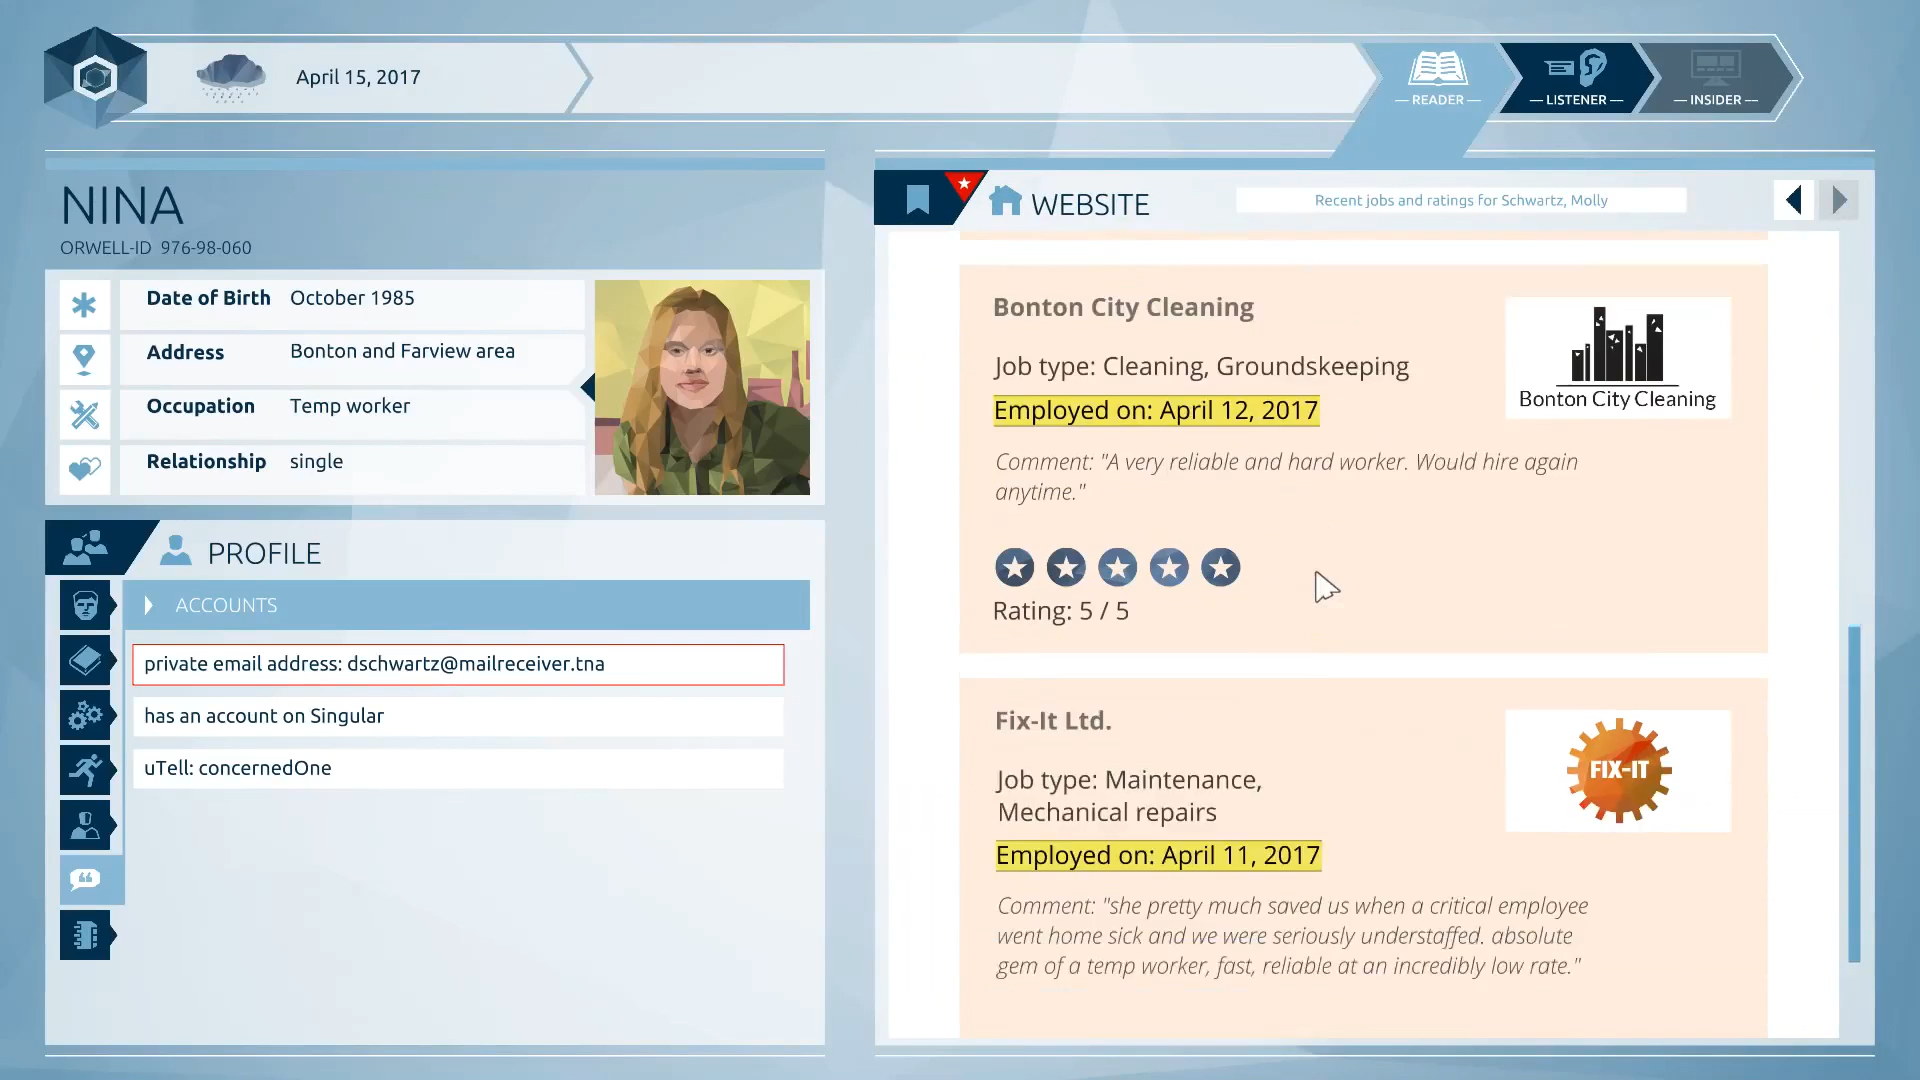 April 15, 2017
READER
LISTENER
INSIDER
NINA
ORWELL-ID 976-98-060
Date of Birth October 1985
Address Bonton and Farview area
Occupation Temp worker
Relationship single
PROFILE
ACCOUNTS
private email address: dschwartz@mailreceiver.tna
has an account on Singular
uTell: concernedOne
WEBSITE
Recent jobs and ratings for Schwartz, Molly
Bonton City Cleaning
Job type: Cleaning, Groundskeeping
Employed on: April 12, 2017
Comment: "A very reliable and hard worker. Would hire again
anytime."
Rating: 5 / 5
Bonton City Cleaning
Fix-It Ltd.
Job type: Maintenance,
Mechanical repairs
Employed on: April 11, 2017
Comment: "she pretty much saved us when a critical employee
went home sick and we were seriously understaffed. absolute
gem of a temp worker, fast, reliable at an incredibly low rate."
FIX-IT